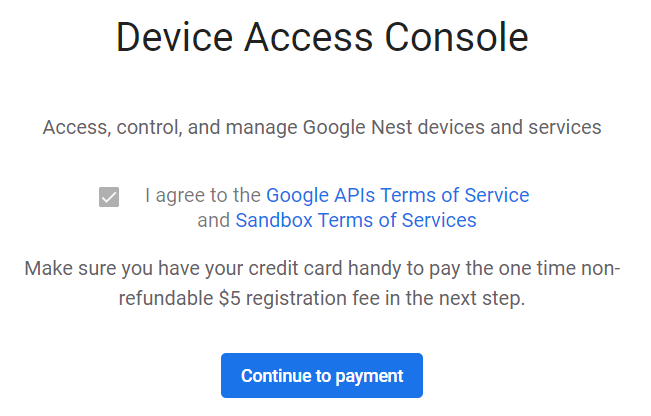 Device Access Console
Access, control, and manage Google Nest devices and services
I agree to the Google APIs Terms of Service
and Sandbox Terms of Services
Make sure you have your credit card handy to pay the one time non-
refundable $5 registration fee in the next step.
Continue to payment